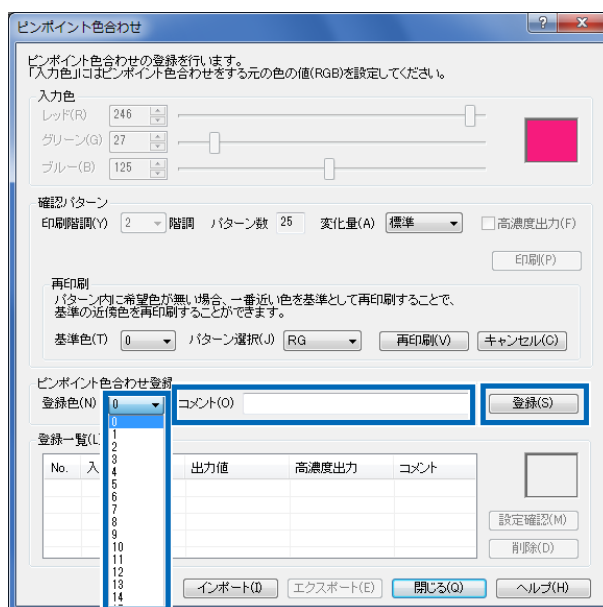 ピンポイント色合わせ
ピンポイント色合わせの登録を行います。
「入力色」にはピンポイント色合わせをする元の色の値(RGB)を設定してください。
入力色
レッド(R) 246
グリーン(G) 27
ブルー(B) 125
確認パターン
印刷階調(Y) 2 階調 パターン数 25 変化量(A) 標準 高濃度出力(F)
印刷(P)
再印刷
パターン内に希望色が無い場合、一番近い色を基準として再印刷することで、
基準の近傍色を再印刷することができます。
基準色(T) 0 パターン選択(J) RG 再印刷(V) キャンセル(C)
ピンポイント色合わせ登録
登録色(N) 0 コメント(O) 登録(S)
0
1
2
3
4
5
6
7
8
9
10
11
12
13
14
登録一覧(L)
No. 入 出力値 高濃度出力 コメント
設定確認(M)
削除(D)
インポート(I) エクスポート(E) 閉じる(Q) ヘルプ(H)